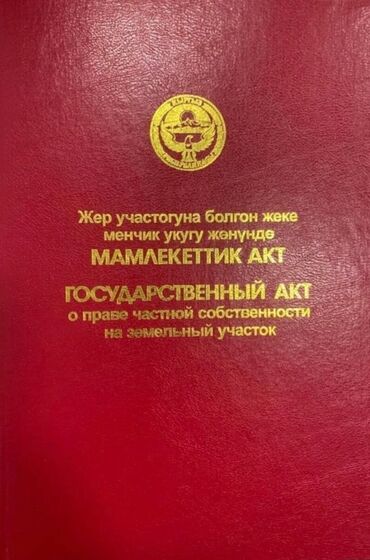 Жер участогуна болгон жеке
менчик укугу жөнүндө
МАМЛЕКЕТТИК АКТ
ГОСУДАРСТВЕННЫЙ АКТ
о праве частной собственности
на земельный участок